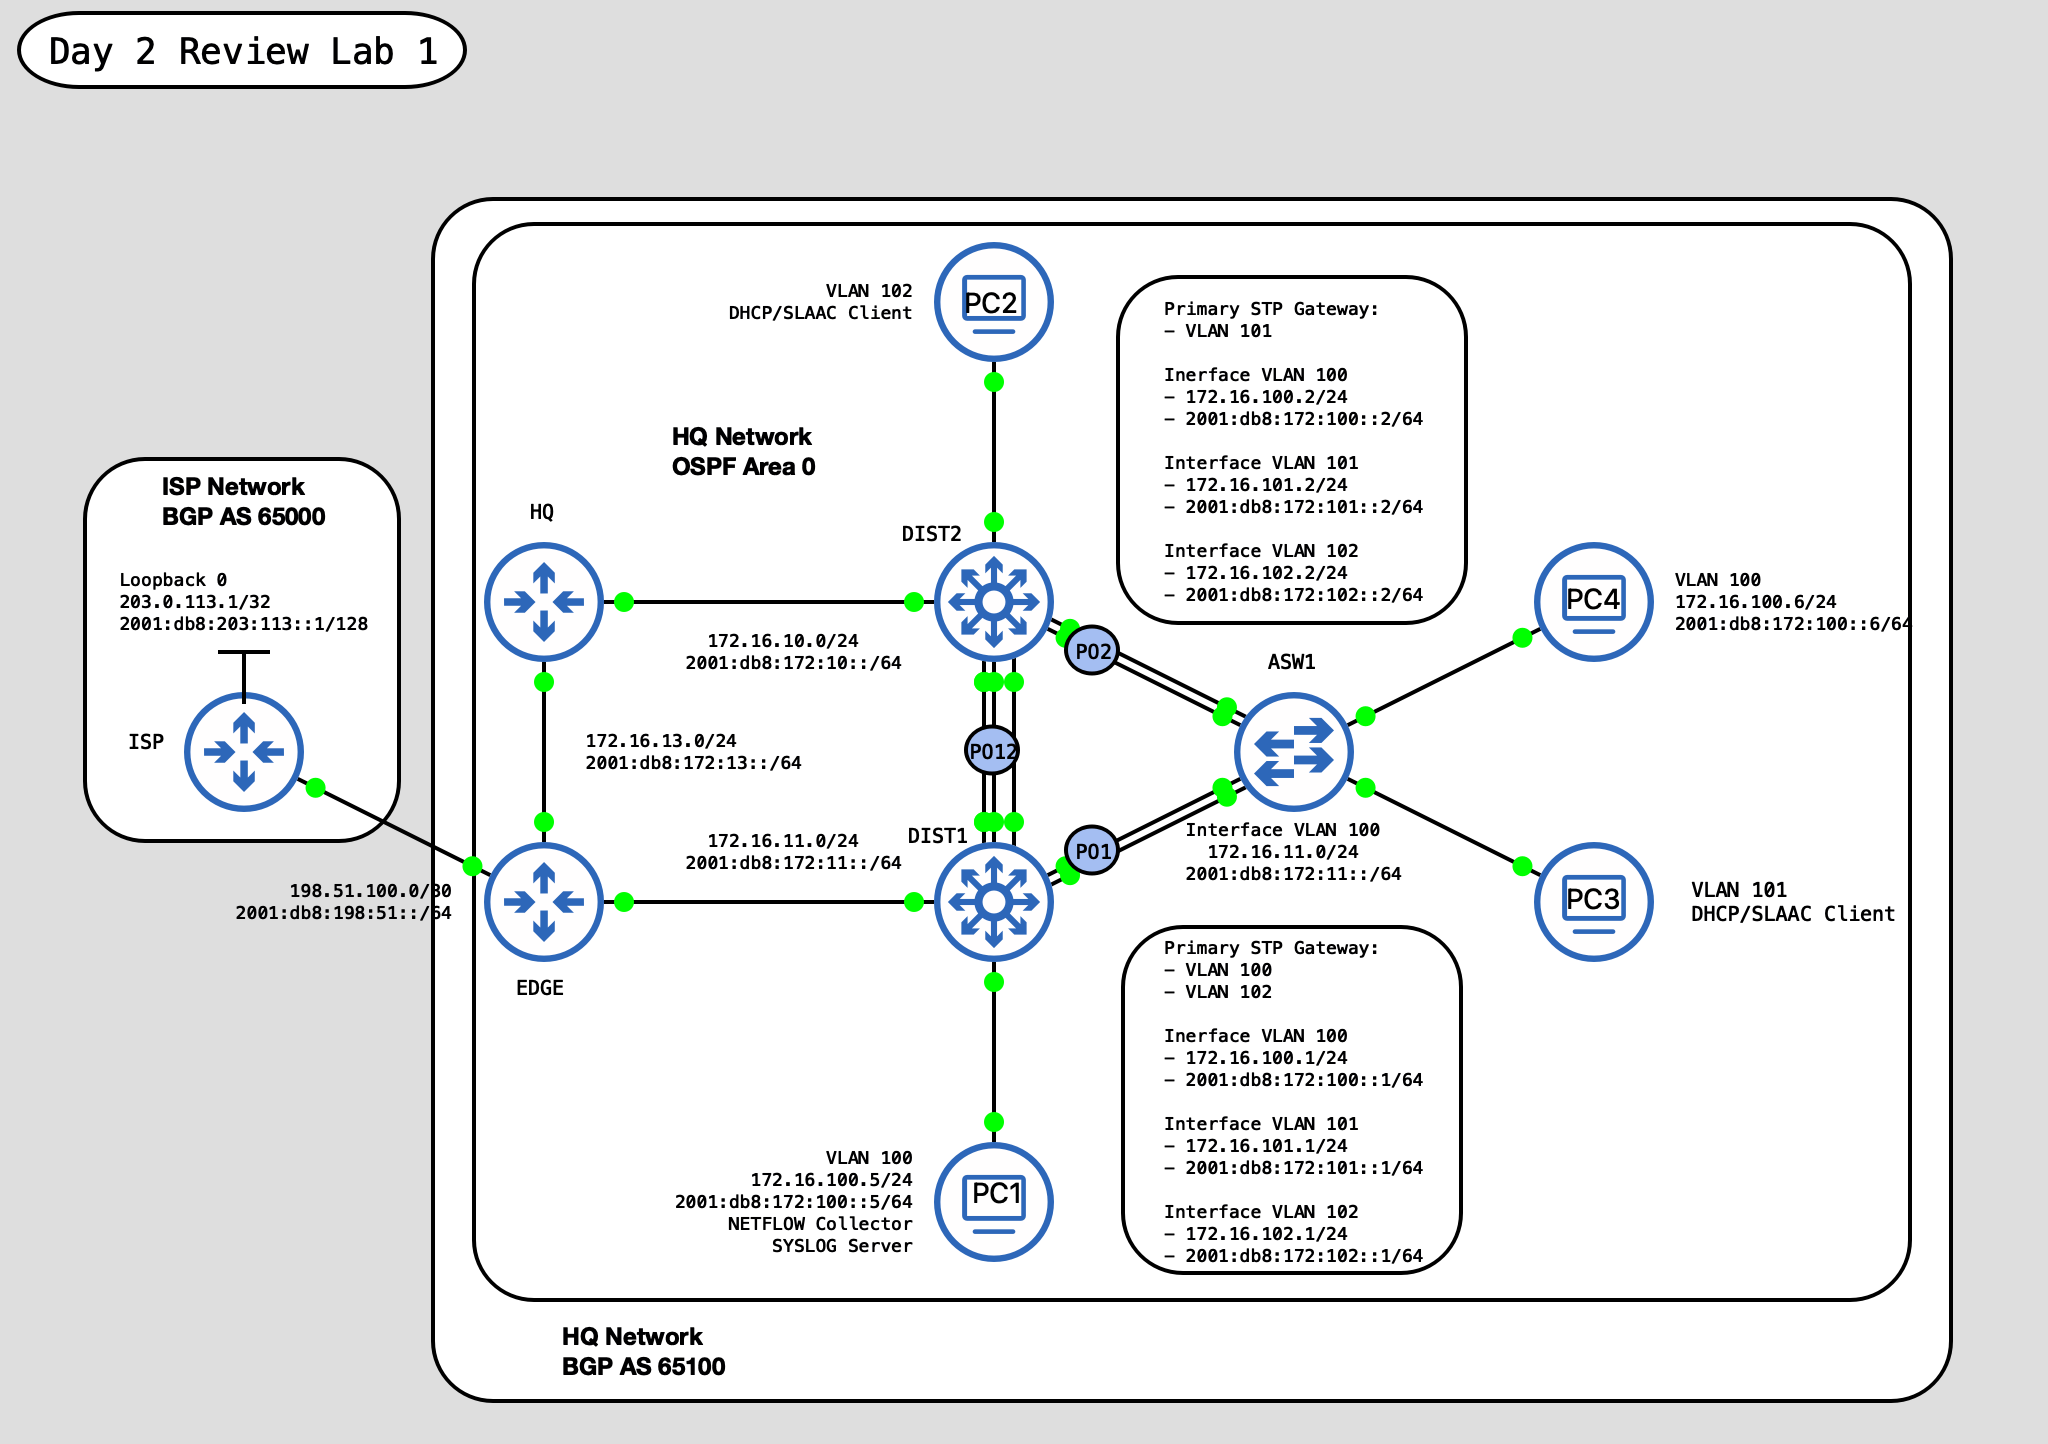 Day 2 Review Lab 1
VLAN 102
DHCP/SLAAC Client
PC2
Primary STP Gateway:
- VLAN 101
Inerface VLAN 100
- 172.16.100.2/24
- 2001:db8:172:100::2/64
Interface VLAN 101
- 172.16.101.2/24
- 2001:db8:172:101::2/64
Interface VLAN 102
- 172.16.102.2/24
- 2001:db8:172:102::2/64
HQ Network
OSPF Area 0
ISP Network
BGP AS 65000
Loopback 0
203.0.113.1/32
2001:db8:203:113::1/128
ISP
HQ
DIST2
172.16.10.0/24
2001:db8:172:10::/64
PO2
ASW1
PC4
VLAN 100
172.16.100.6/24
2001:db8:172:100::6/64
172.16.13.0/24
2001:db8:172:13::/64
PO12
172.16.11.0/24
2001:db8:172:11::/64
DIST1
PO1
Interface VLAN 100
172.16.11.0/24
2001:db8:172:11::/64
PC3
VLAN 101
DHCP/SLAAC Client
198.51.100.0/30
2001:db8:198:51::/64
EDGE
Primary STP Gateway:
- VLAN 100
- VLAN 102
Inerface VLAN 100
- 172.16.100.1/24
- 2001:db8:172:100::1/64
Interface VLAN 101
- 172.16.101.1/24
- 2001:db8:172:101::1/64
Interface VLAN 102
- 172.16.102.1/24
- 2001:db8:172:102::1/64
VLAN 100
172.16.100.5/24
2001:db8:172:100::5/64
NETFLOW Collector
SYSLOG Server
PC1
HQ Network
BGP AS 65100